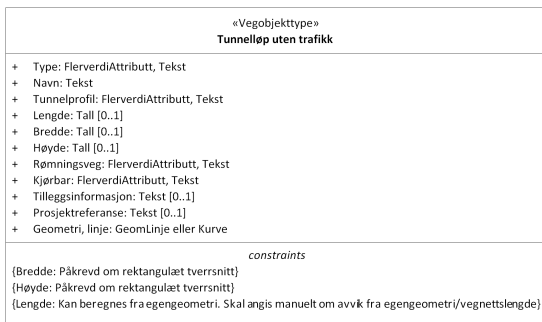 «Vegobjekttype»
Tunnelløp uten trafikk
+ Type: FlerverdiAttributt, Tekst
+ Navn: Tekst
+ Tunnelprofil: FlerverdiAttributt, Tekst
+ Lengde: Tall [0..1]
+ Bredde: Tall [0..1]
+ Høyde: Tall [0..1]
+ Rømningsveg: FlerverdiAttributt, Tekst
+ Kjørbar: FlerverdiAttributt, Tekst
+ Tilleggsinformasjon: Tekst [0..1]
+ Prosjektreferanse: Tekst [0..1]
+ Geometri, linje: GeomLinje eller Kurve
constraints
{Bredde: Påkrevd om rektangulæt tverrsnitt}
{Høyde: Påkrevd om rektangulæt tverrsnitt}
{Lengde: Kan beregnes fra egengeometri. Skal angis manuelt om avvik fra egengeometri/vegnettslengde}